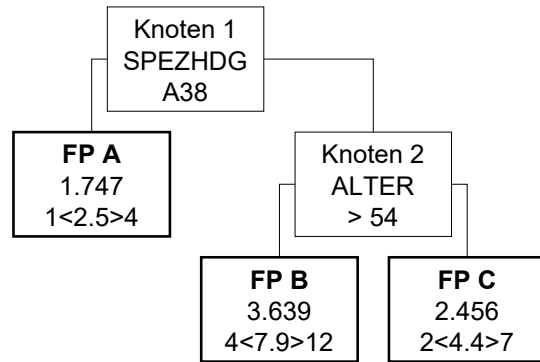 Knoten 1
SPEZHDG
A38
FP A
1.747
1<2.5>4
Knoten 2
ALTER
> 54
FP B
3.639
4<7.9>12
FP C
2.456
2<4.4>7